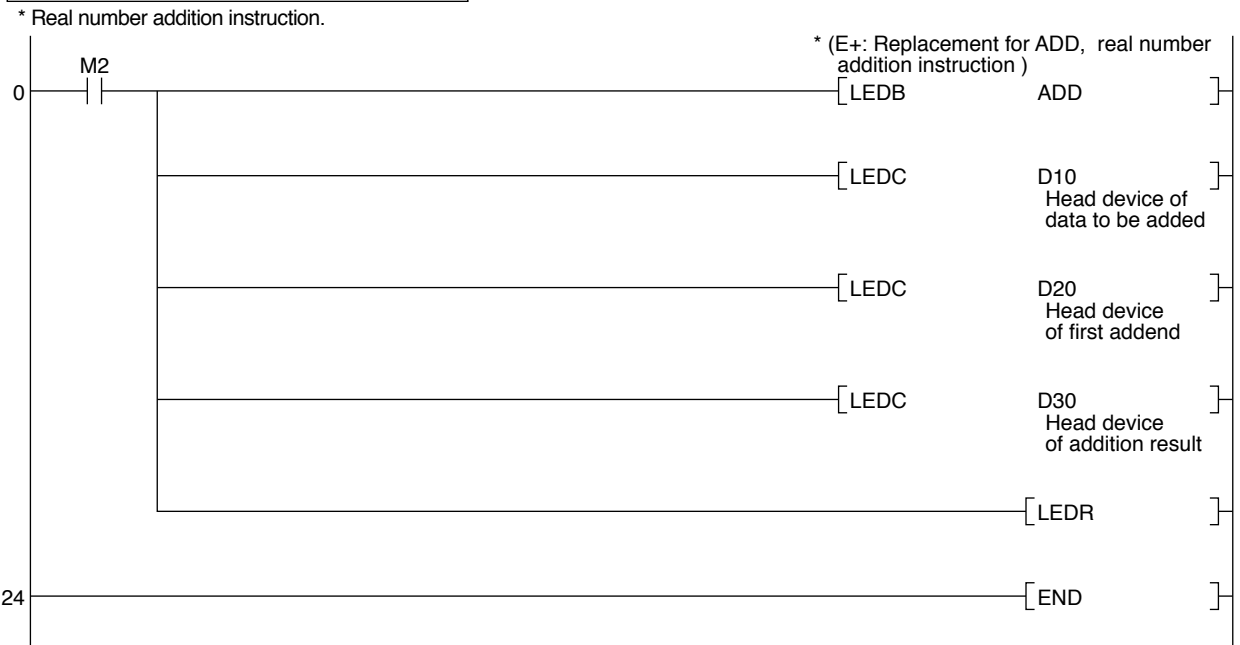 * Real number addition instruction.
* (E+: Replacement for ADD, real number
addition instruction )
M2
0
LEDB ADD
LEDC D10
Head device of
data to be added
LEDC D20
Head device
of first addend
LEDC D30
Head device
of addition result
LEDR
24
END